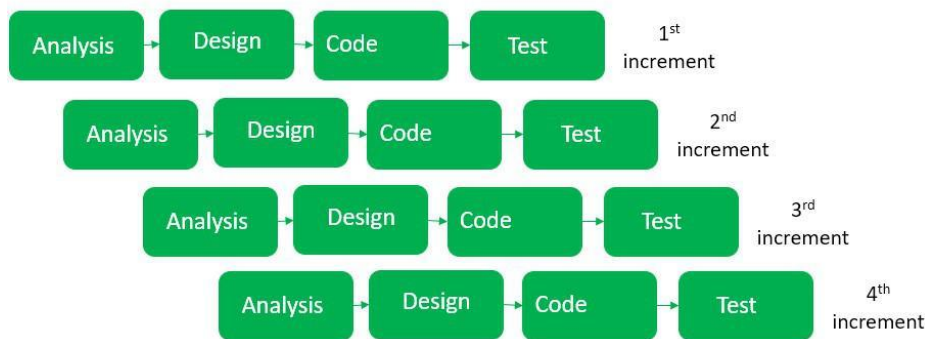 Analysis Design Code Test 1st increment
Analysis Design Code Test 2nd increment
Analysis Design Code Test 3rd increment
Analysis Design Code Test 4th increment